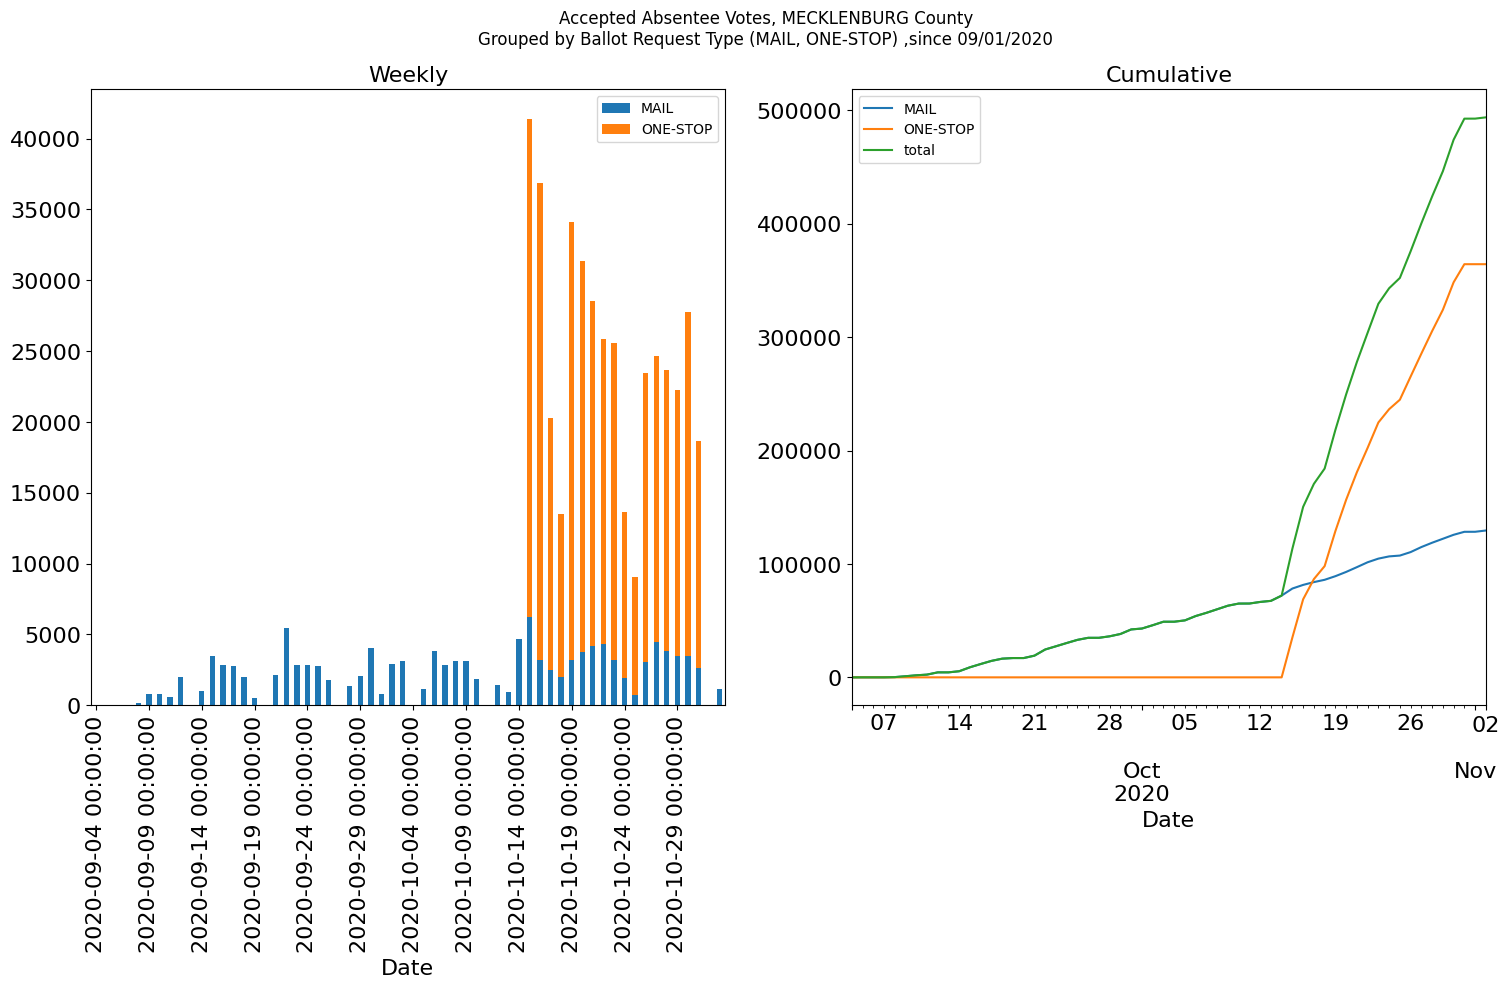 Accepted Absentee Votes, MECKLENBURG County
Grouped by Ballot Request Type (MAIL, ONE-STOP) ,since 09/01/2020
Weekly
MAIL
ONE-STOP
40000
35000
30000
25000
20000
15000
10000
5000
0
2020-09-04 00:00:00
2020-09-09 00:00:00
2020-09-14 00:00:00
2020-09-19 00:00:00
2020-09-24 00:00:00
2020-09-29 00:00:00
2020-10-04 00:00:00
2020-10-09 00:00:00
2020-10-14 00:00:00
2020-10-19 00:00:00
2020-10-24 00:00:00
2020-10-29 00:00:00
Date
Cumulative
MAIL
ONE-STOP
total
500000
400000
300000
200000
100000
0
07 14 21 28 05 12 19 26 02
Oct Nov
2020
Date